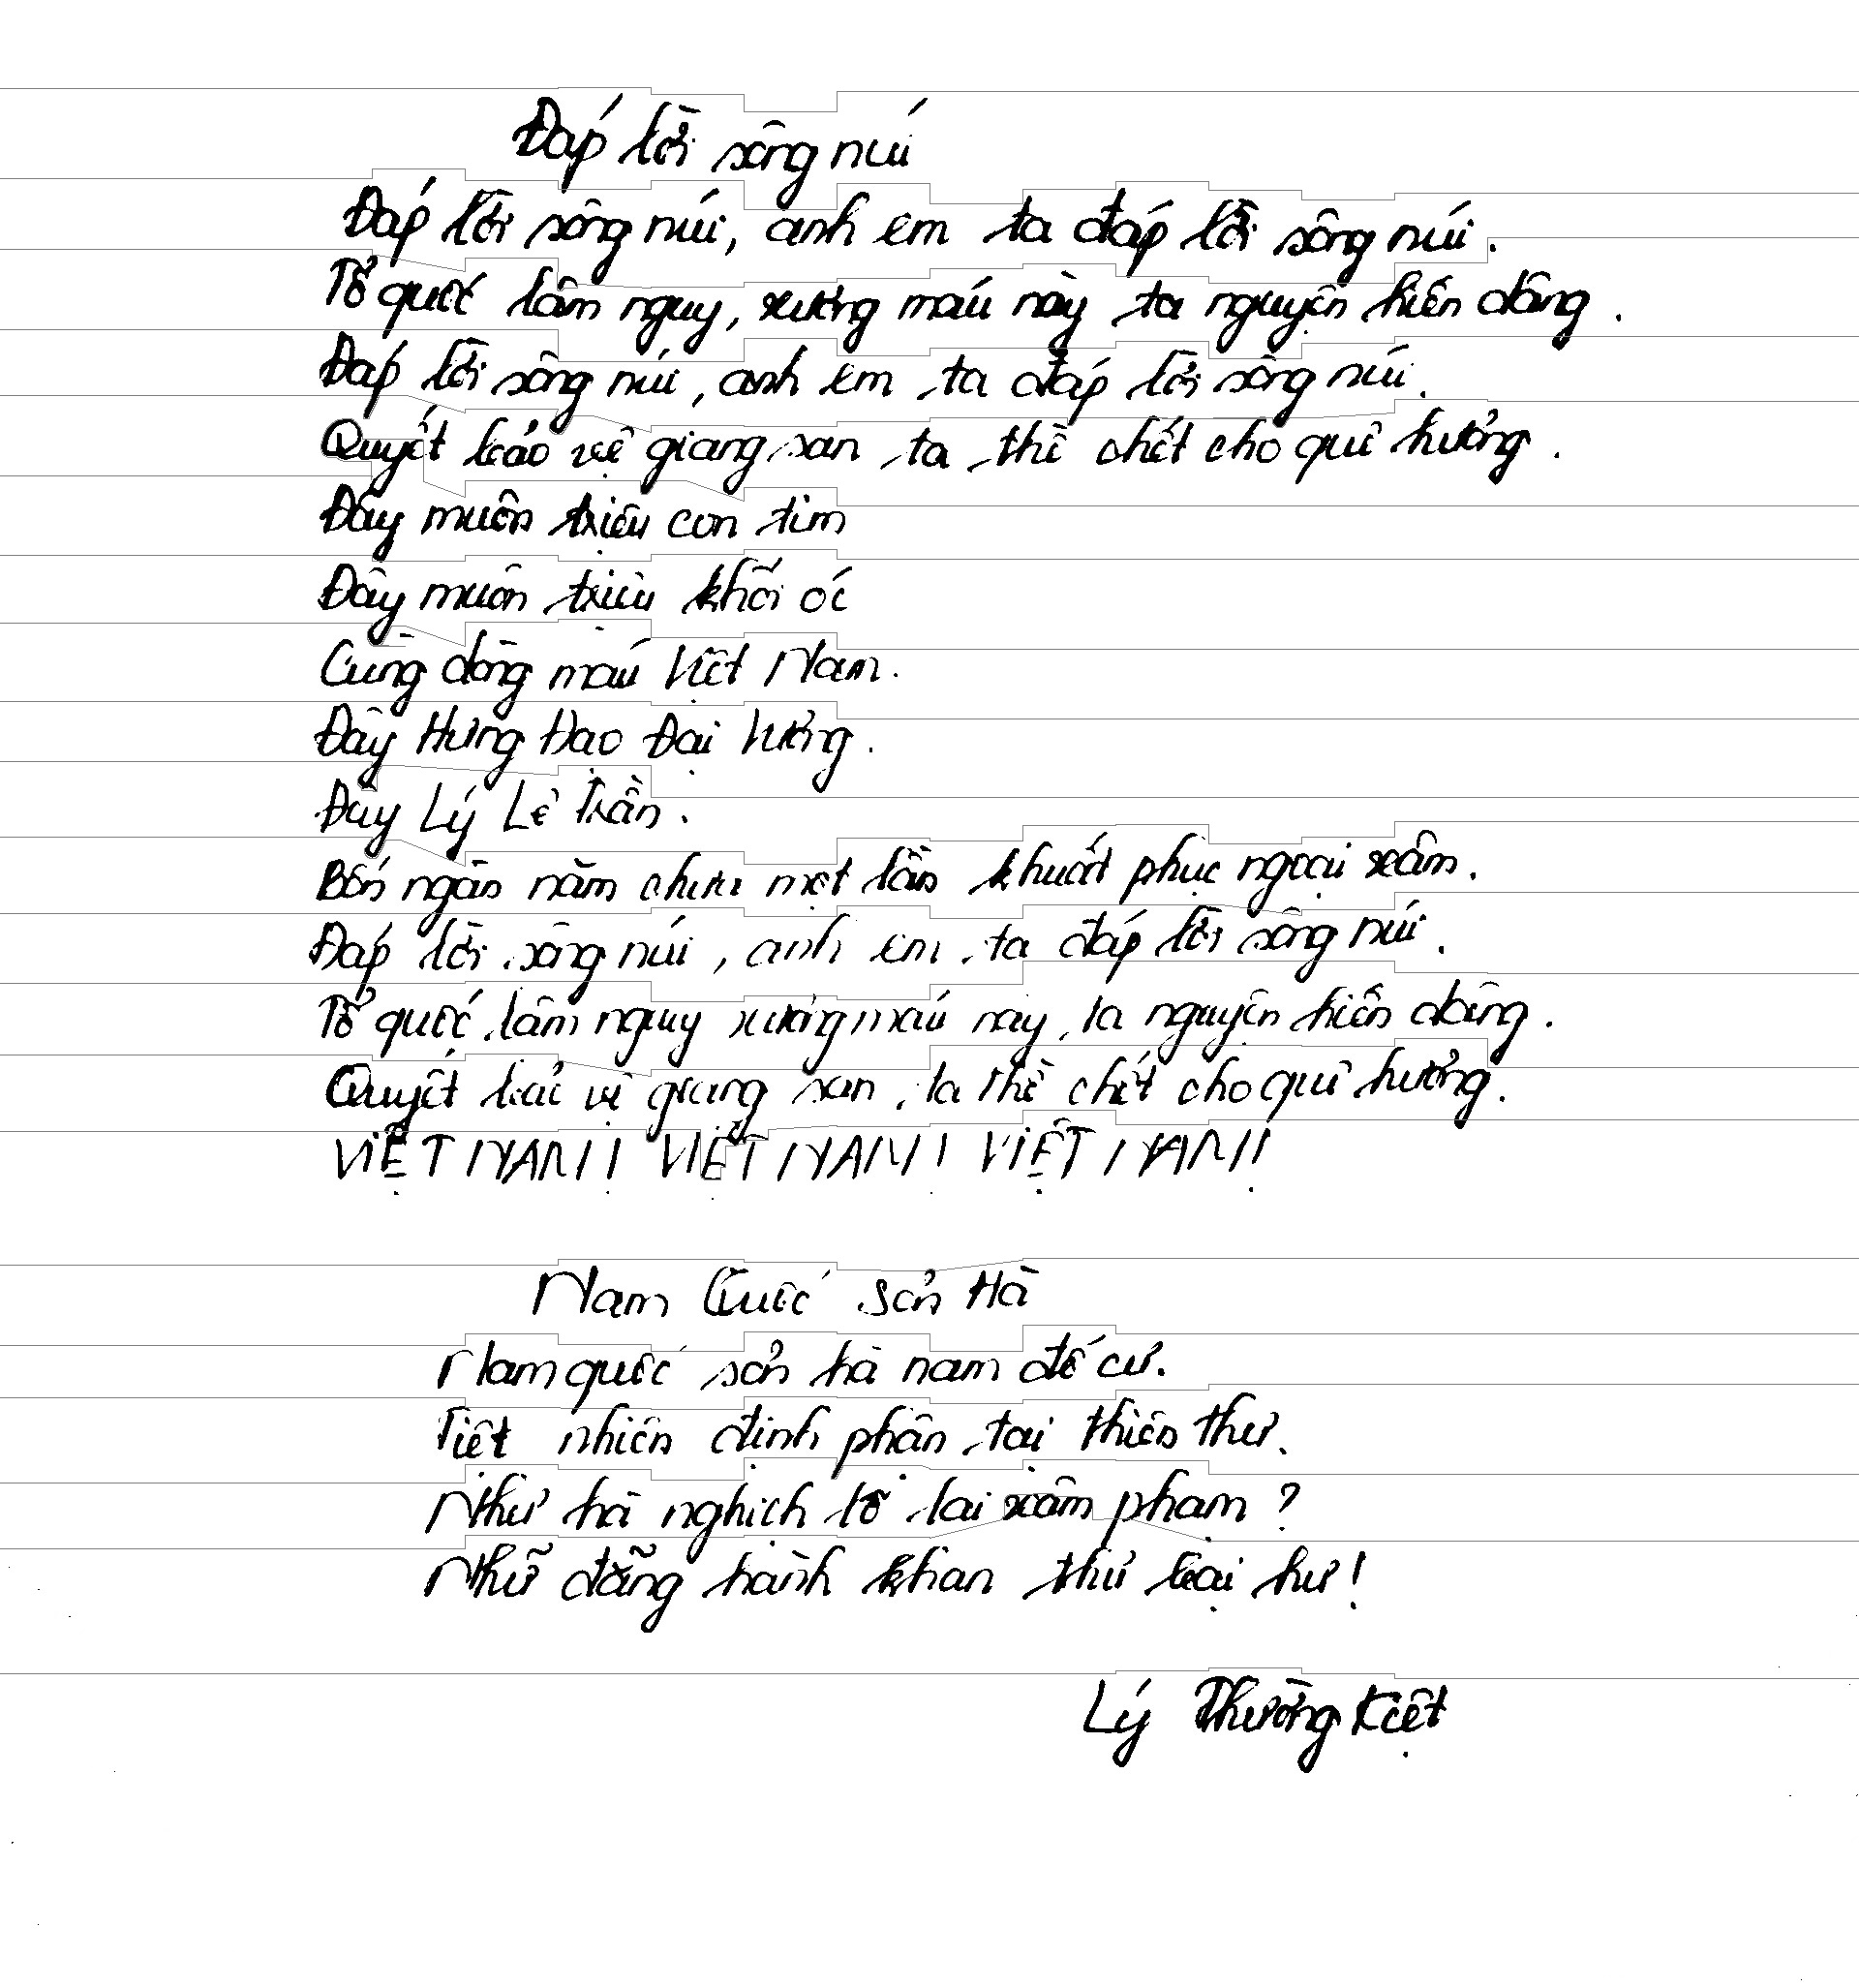 Đáp lời sông núi
Đáp lời sông núi, anh em ta đáp lời sông núi.
Tổ quốc lâm nguy, xương máu này ta nguyện hiến dâng.
Đáp lời sông núi, anh em ta đáp lời sông núi.
Quyết bảo vệ giang san ta thề chết cho quê hương.
Đây muôn triệu con tim
Đây muôn triệu khối óc
Cùng dòng máu Việt Nam.
Đây Hưng Đạo Đại Vương.
Đây Lý Lê Trần.
Bốn ngàn năm chưa một lần khuất phục ngoại xâm.
Đáp lời sông núi, anh em ta đáp lời sông núi.
Tổ quốc lâm nguy xương máu này ta nguyện hiến dâng.
Quyết bảo vệ giang san ta thề chết cho quê hương.
VIỆT NAM! VIỆT NAM! VIỆT NAM!
Nam Quốc Sơn Hà
Nam quốc sơn hà nam đế cư.
Tiệt nhiên định phận tại thiên thư.
Như hà nghịch lỗ lai xâm phạm?
Nhữ đẳng hành khan thủ bại hư!
Lý Thường Kiệt